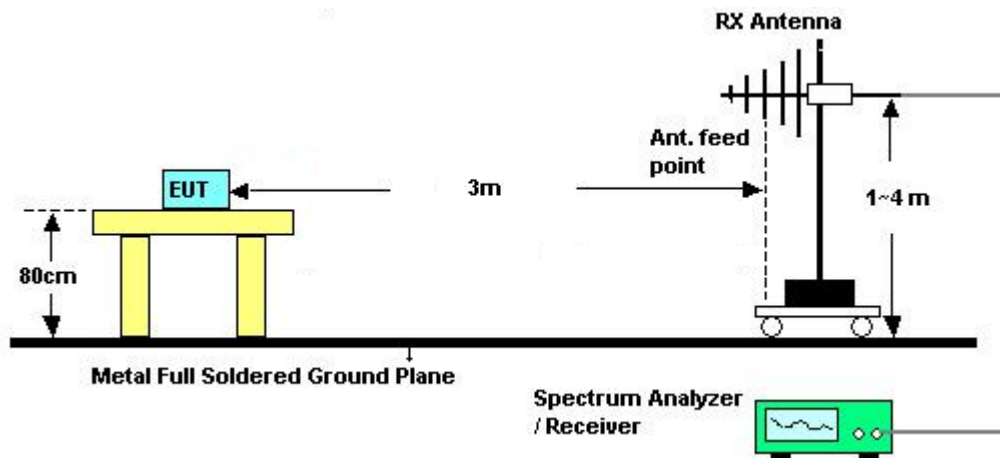 RX Antenna
Ant. feed
point
EUT
3m
1~4 m
80cm
Metal Full Soldered Ground Plane
Spectrum Analyzer
/ Receiver